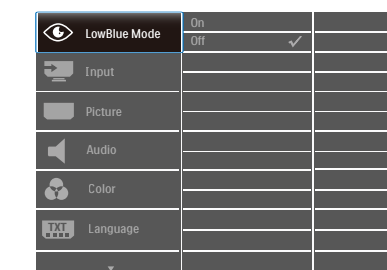 LowBlue Mode
On
Off
Input
Picture
Audio
Color
TXT
Language